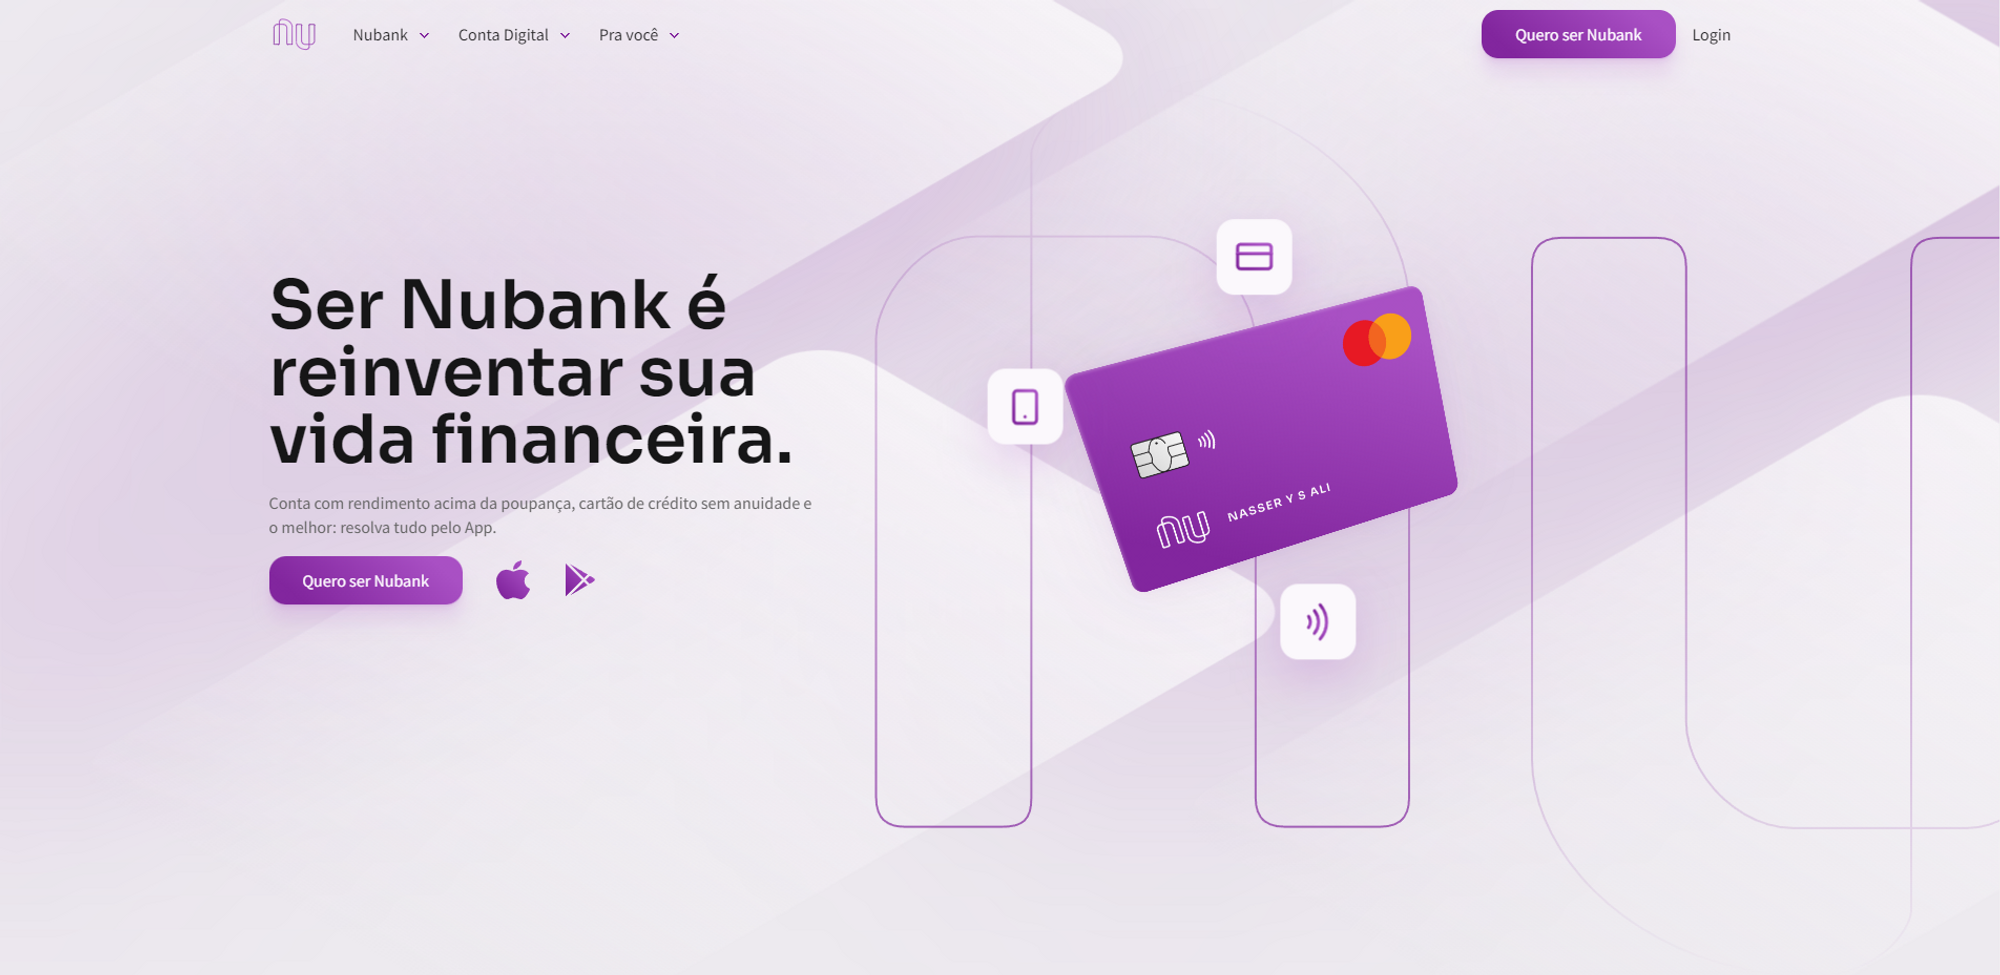 nu
Nubank
Conta Digital
Pra você
Quero ser Nubank
Login
Ser Nubank é
reinventar sua
vida financeira.
Conta com rendimento acima da poupança, cartão de crédito sem anuidade e
o melhor: resolva tudo pelo App.
Quero ser Nubank
nu
NASSER Y S ALI